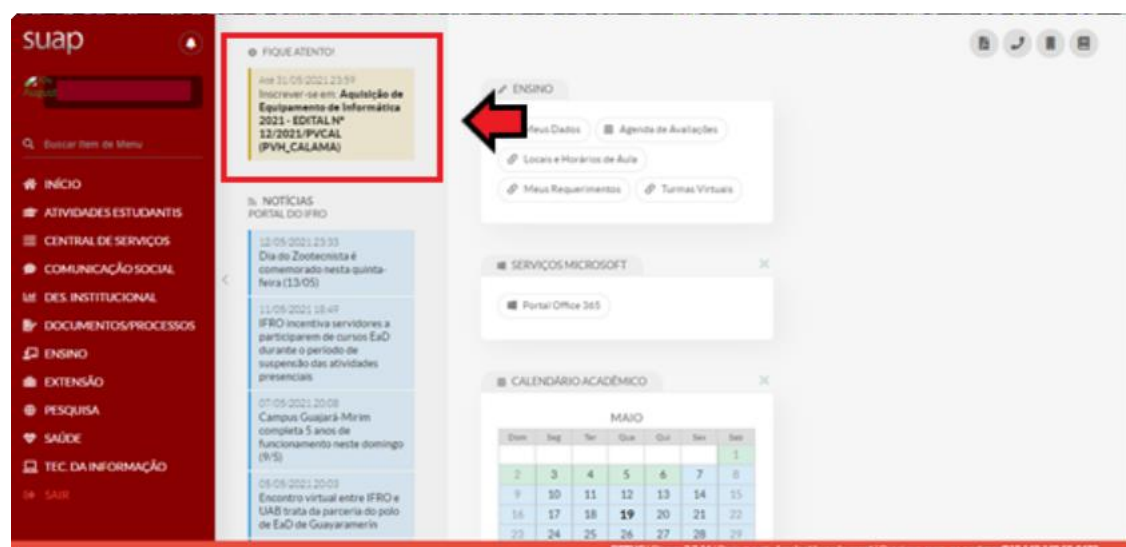 suap
Buscar Item de Menu
INÍCIO
ATIVIDADES ESTUDANTIS
CENTRAL DE SERVIÇOS
COMUNICAÇÃO SOCIAL
DES. INSTITUCIONAL
DOCUMENTOS/PROCESSOS
ENSINO
EXTENSÃO
PESQUISA
SAÚDE
TEC. DA INFORMAÇÃO
SAIR
FIQUE ATENTO!
Até 31/05/2021 23:59
Inscrever-se em: Aquisição de
Equipamento de Informática
2021 - EDITAL Nº
12/2021/PVCAL
(PVH_CALAMA)
NOTÍCIAS
PORTAL DO IFRO
12/05/2021 23:33
Dia do Zootecnista é
comemorado nesta quinta-
feira (13/05)
11/05/2021 18:49
IFRO incentiva servidores a
participarem de cursos EaD
durante o período de
suspensão das atividades
presenciais
07/05/2021 20:08
Campus Guajará-Mirim
completa 5 anos de
funcionamento neste domingo
(9/5)
05/05/2021 20:03
Encontro virtual entre IFRO e
UAB trata da parceria do polo
de EaD de Guayaramerin
ENSINO
Meus Dados
Agenda de Avaliações
Locais e Horários de Aula
Meus Requerimentos
Turmas Virtuais
SERVIÇOS MICROSOFT
Portal Office 365
CALENDÁRIO ACADÊMICO
MAIO
Dom Seg Ter Qua Qui Sex Sáb
1
2 3 4 5 6 7 8
9 10 11 12 13 14 15
16 17 18 19 20 21 22
23 24 25 26 27 28 29